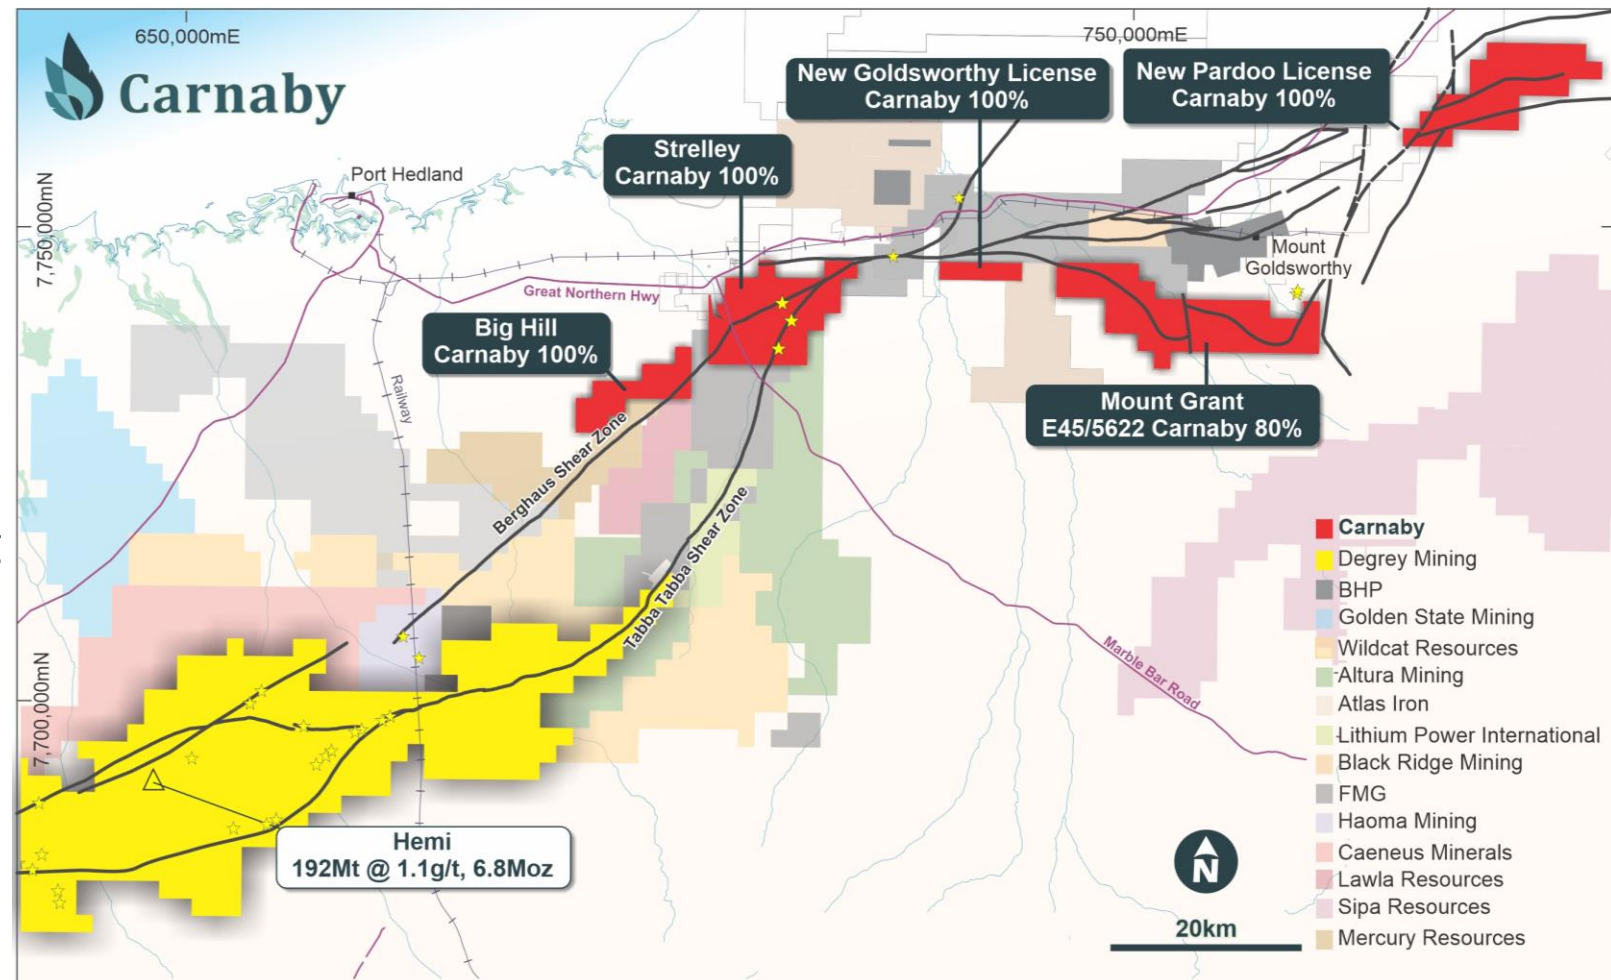 650,000mE
750,000mE
Carnaby
New Goldsworthy License
Carnaby 100%
New Pardoo License
Carnaby 100%
Strelley
Carnaby 100%
Port Hedland
7,750,000mN
Mount
Goldsworthy
Great Northern Hwy
Big Hill
Carnaby 100%
Railway
Mount Grant
E45/5622 Carnaby 80%
Berghaus Shear Zone
Tabba Tabba Shear Zone
Marble Bar Road
7,700,000mN
Hemi
192Mt @ 1.1g/t, 6.8Moz
N
20km
Carnaby
Degrey Mining
BHP
Golden State Mining
Wildcat Resources
Altura Mining
Atlas Iron
Lithium Power International
Black Ridge Mining
FMG
Haoma Mining
Caeneus Minerals
Lawla Resources
Sipa Resources
Mercury Resources